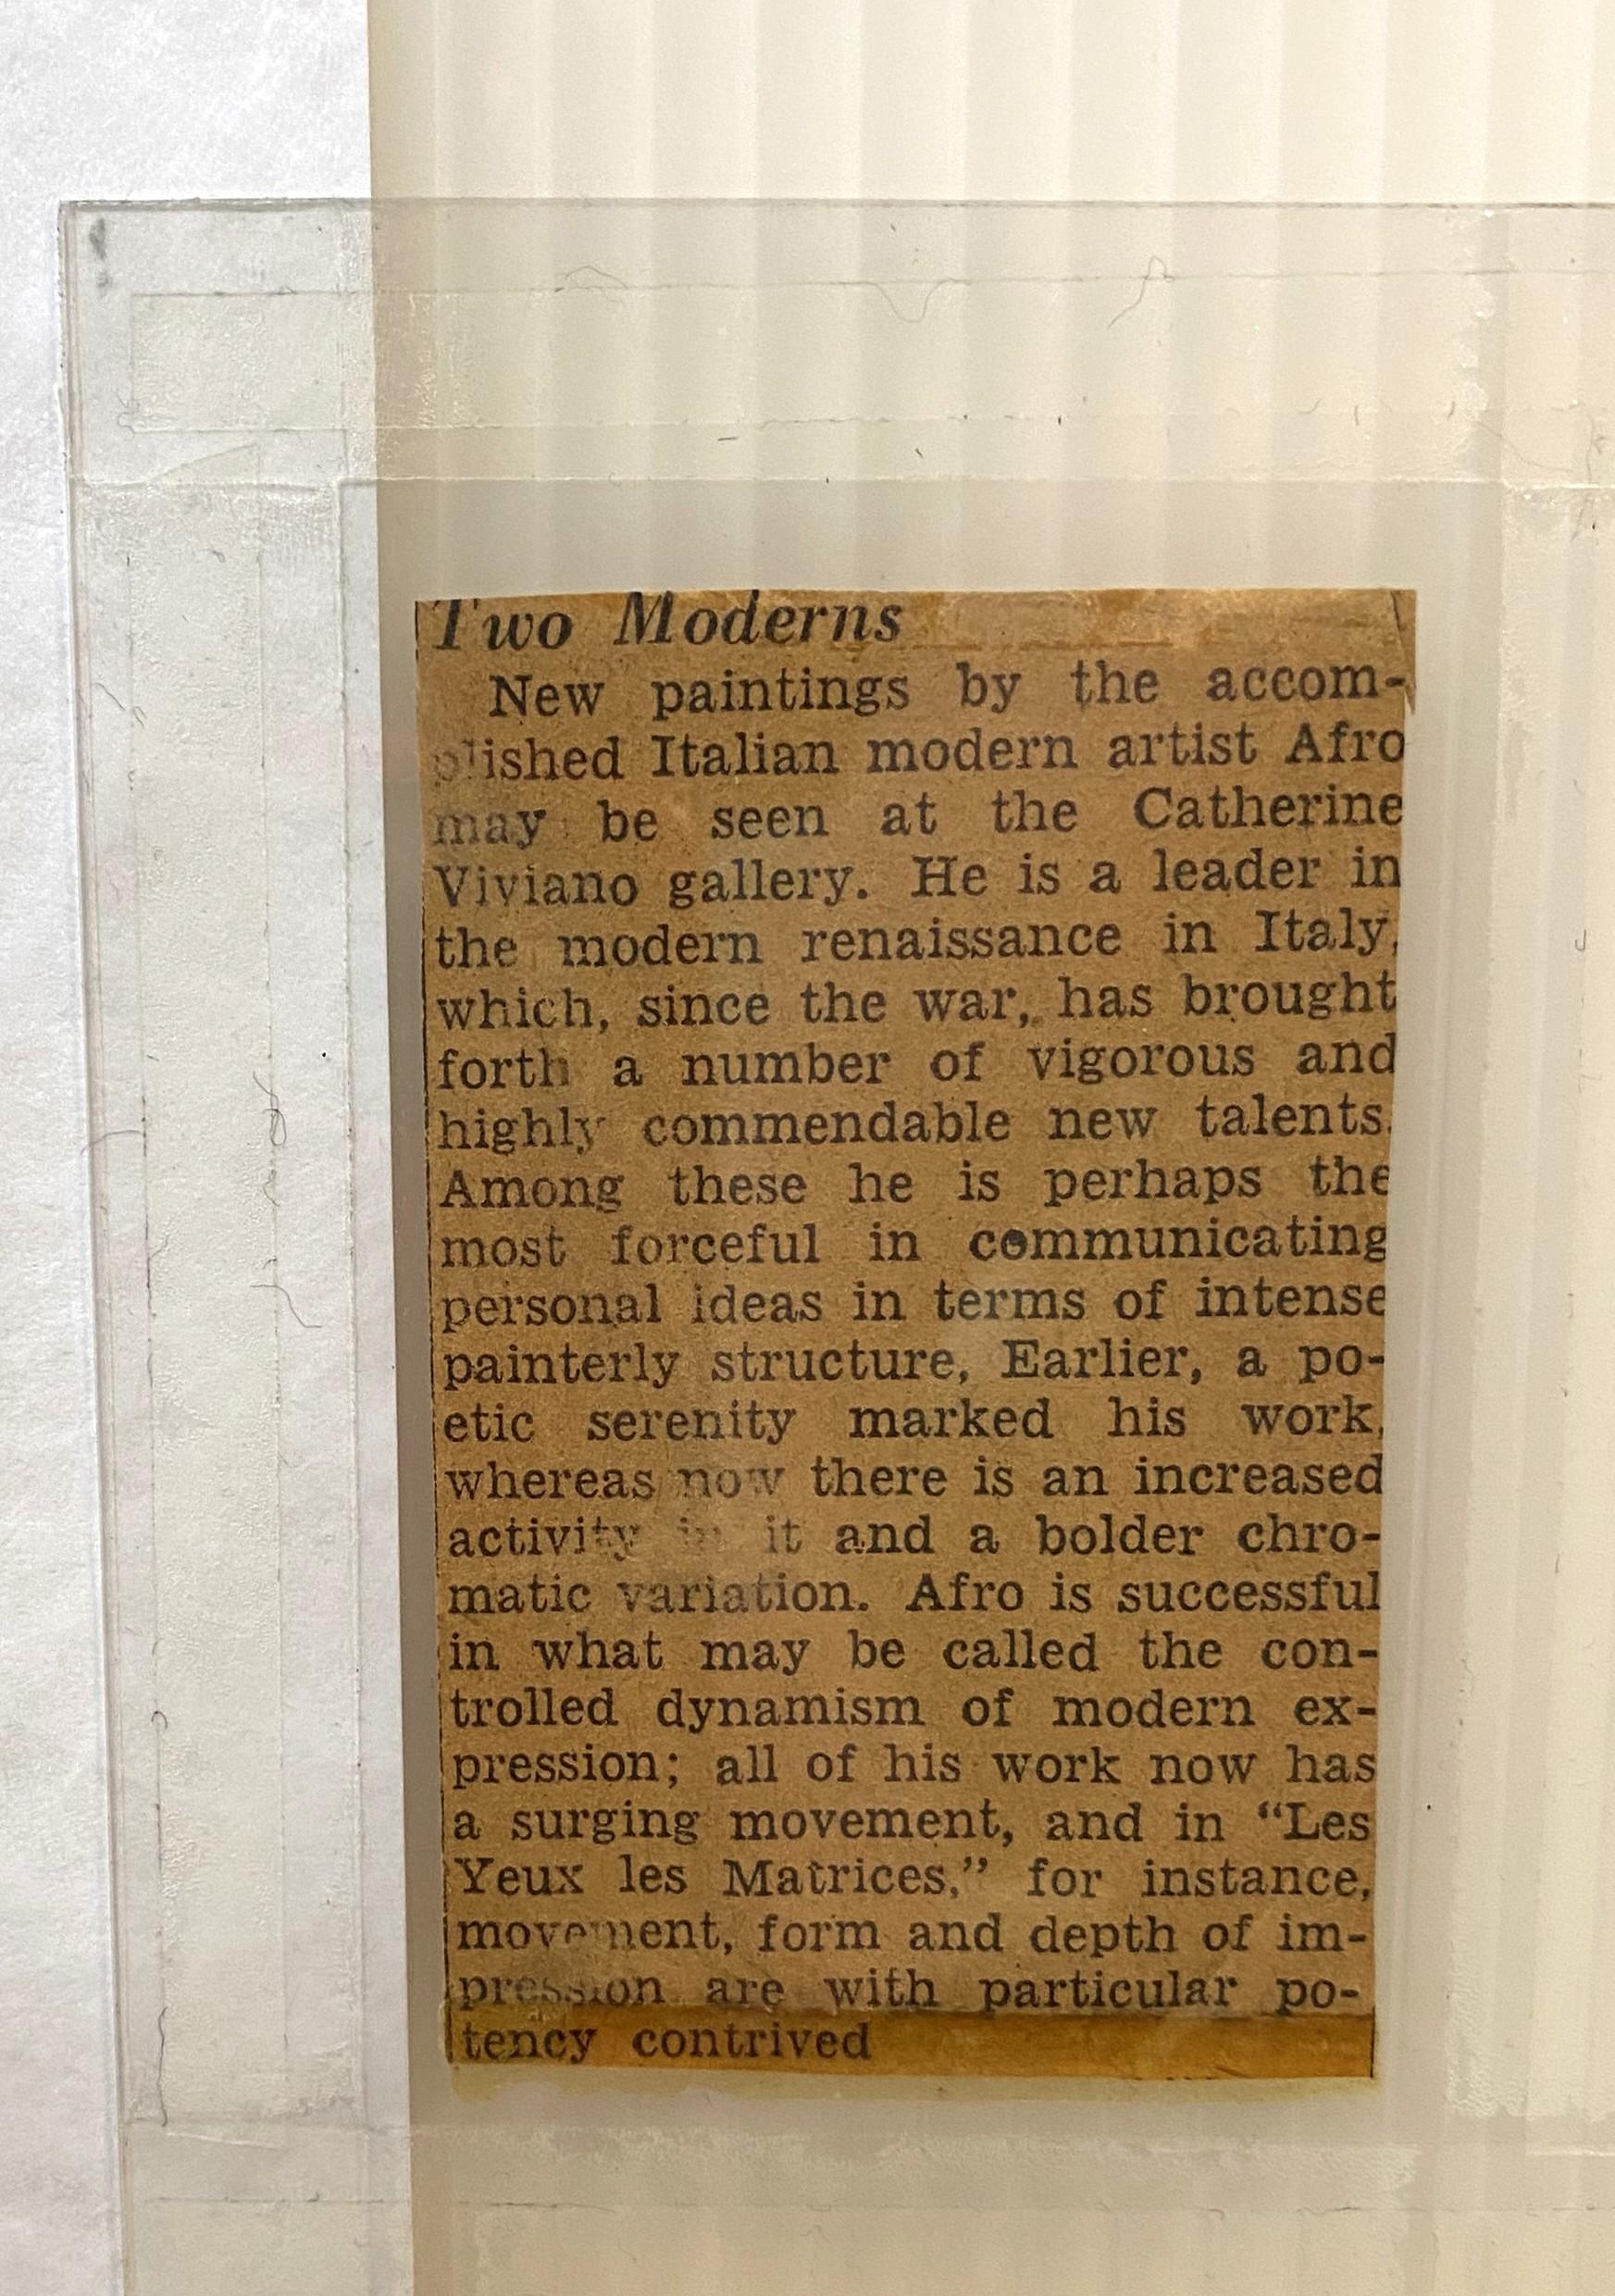 Two Moderns
New paintings by the accom-
plished Italian modern artist Afro
may be seen at the Catherine
Viviano gallery. He is a leader in
the modern renaissance in Italy,
which, since the war, has brought
forth a number of vigorous and
highly commendable new talents.
Among these he is perhaps the
most forceful in communicating
personal ideas in terms of intense
painterly structure, Earlier, a po-
etic serenity marked his work,
whereas now there is an increased
activity in it and a bolder chro-
matic variation. Afro is successful
in what may be called the con-
trolled dynamism of modern ex-
pression; all of his work now has
a surging movement, and in “Les
Yeux les Matrices,” for instance,
movement, form and depth of im-
pression are with particular po-
tency contrived